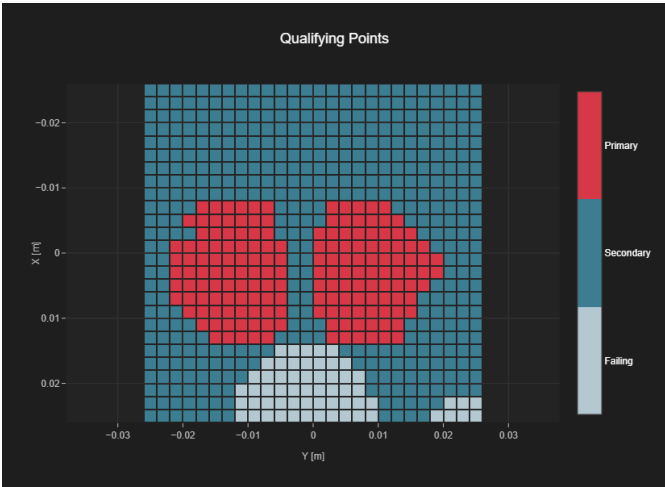 Qualifying Points
−0.02
−0.01
0
0.01
0.02
X [m]
−0.03
−0.02
−0.01
0
0.01
0.02
0.03
Y [m]
Primary
Secondary
Failing